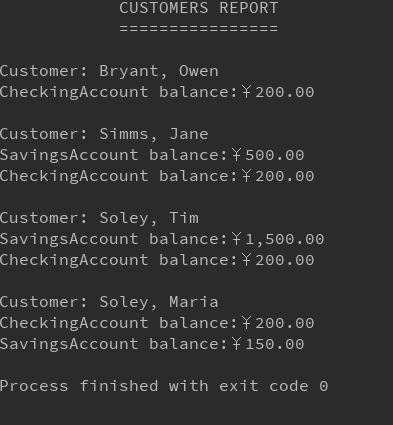 CUSTOMERS REPORT
================
Customer: Bryant, Owen
CheckingAccount balance:¥200.00
Customer: Simms, Jane
SavingsAccount balance:¥500.00
CheckingAccount balance:¥200.00
Customer: Soley, Tim
SavingsAccount balance:¥1,500.00
CheckingAccount balance:¥200.00
Customer: Soley, Maria
CheckingAccount balance:¥200.00
SavingsAccount balance:¥150.00
Process finished with exit code 0